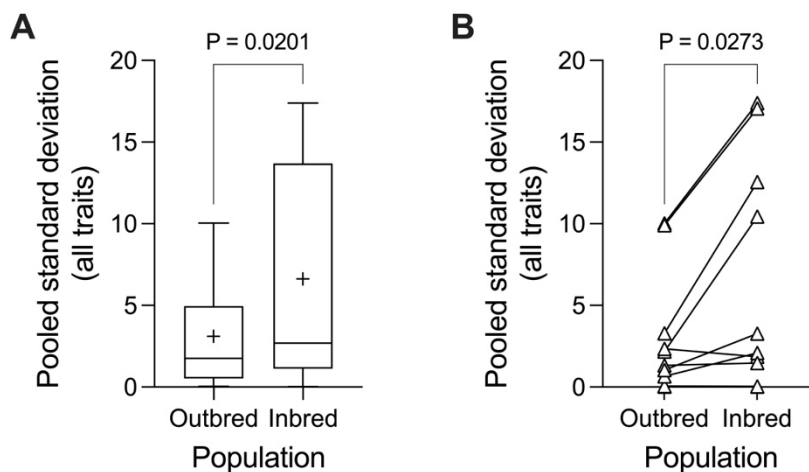 A
P = 0.0201
Pooled standard deviation
(all traits)
20
15
10
5
0
Outbred Inbred
Population
B
P = 0.0273
Pooled standard deviation
(all traits)
20
15
10
5
0
Outbred Inbred
Population